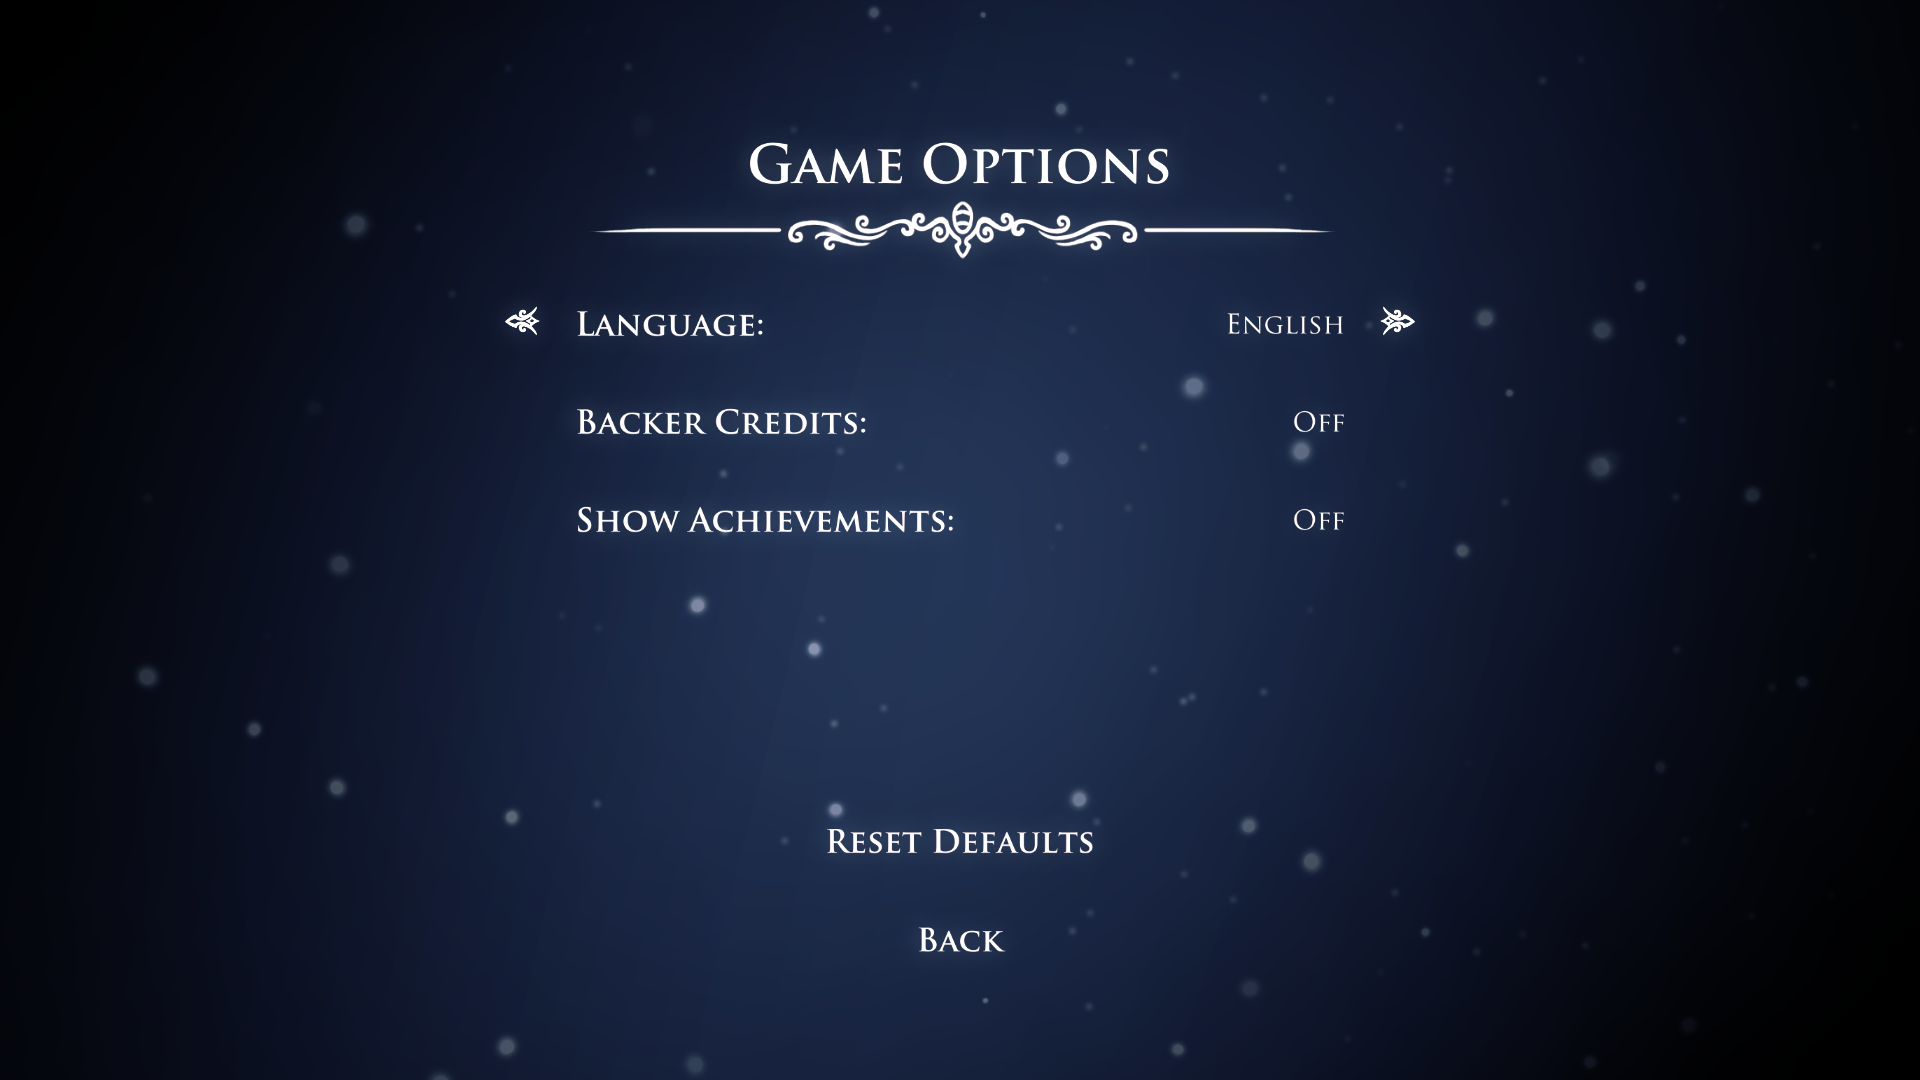 Game Options
Language: English
Backer Credits: Off
Show Achievements: Off
Reset Defaults
Back